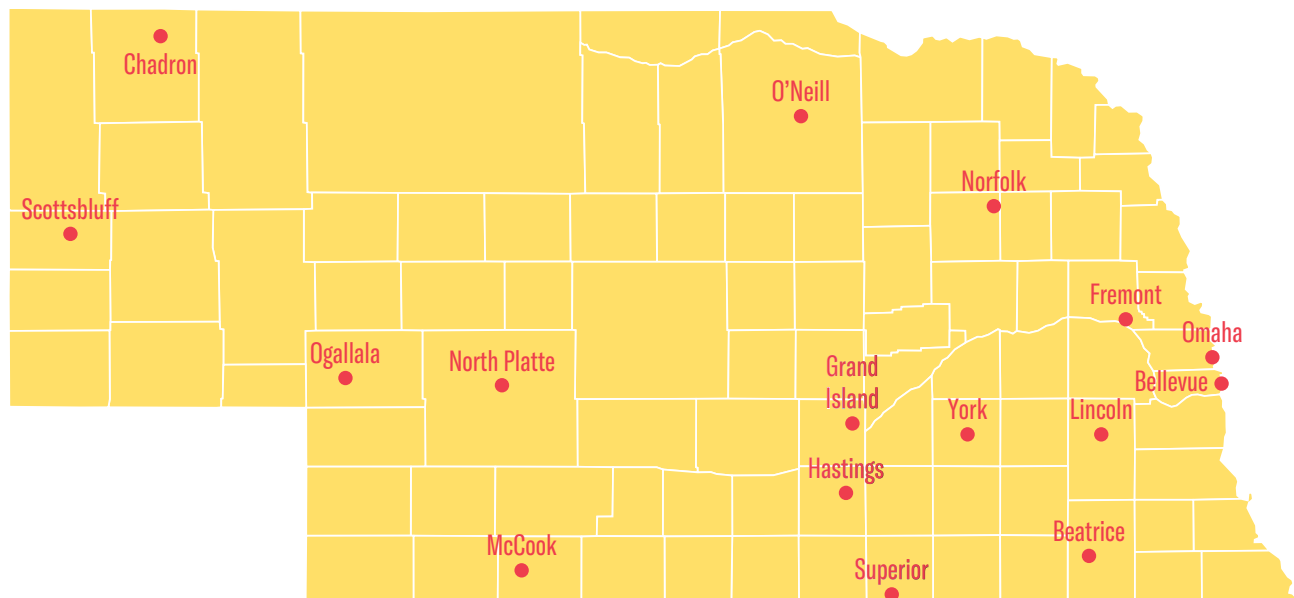 Chadron
O’Neill
Norfolk
Scottsbluff
Fremont
Omaha
Ogallala
North Platte
Grand
Island
Bellevue
York
Lincoln
Hastings
McCook
Beatrice
Superior